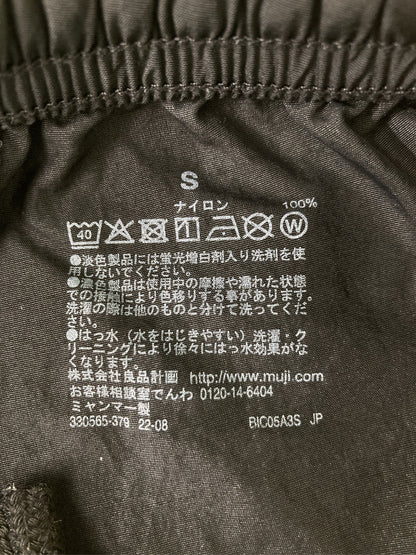 S
ナイロン 100%
40 W
●淡色製品には蛍光増白剤入り洗剤を使
用しないでください。
●濃色製品は使用中の摩擦や濡れた状態
での接触により色移りする事があります。
洗濯の際は他のものと分けて洗ってくだ
さい。
●はっ水（水をはじきやすい）洗濯・ク
リーニングにより徐々にはっ水効果がな
くなります。
株式会社良品計画 http://www.muji.com
お客様相談室でんわ 0120-14-6404
ミャンマー製
330565-379 22-08 BIC05A3S JP